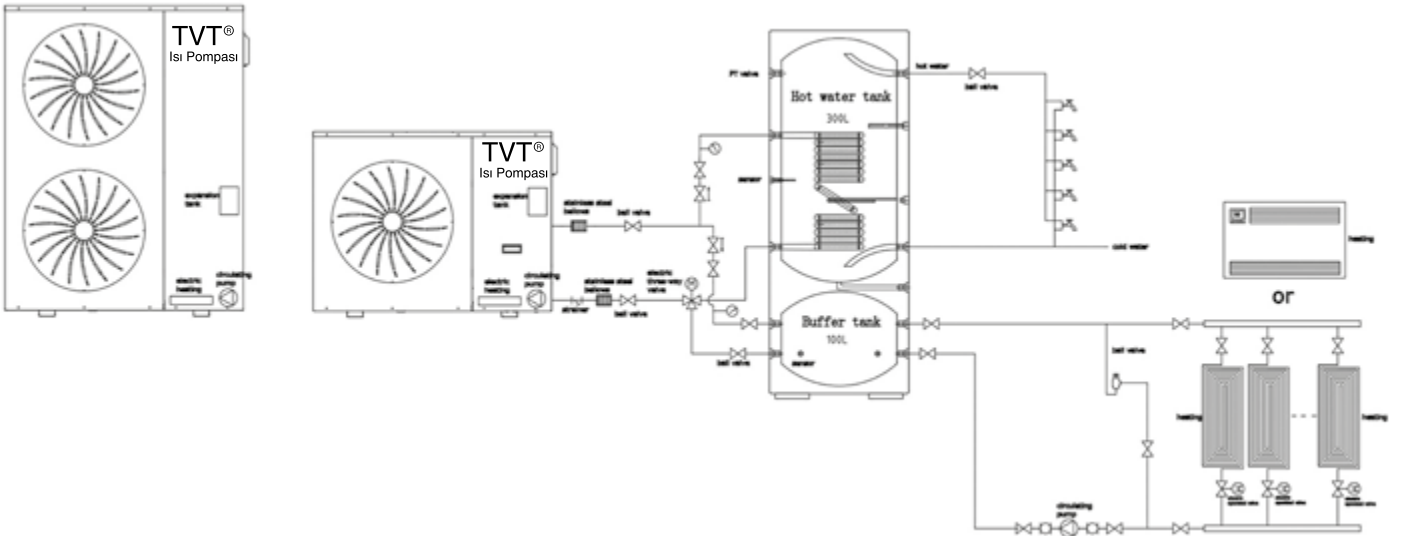 TVT®
Isı Pompası
expansion
tank
electric
heating
circulating
pump
TVT®
Isı Pompası
expansion
tank
electric
heating
circulating
pump
stainless steel
bellows
ball valve
stainless steel
bellows
strainer
ball valve
electric
three-way
valve
ball valve
PT valve
sensor
Hot water tank
300L
Buffer tank
100L
sensor
hot water
ball valve
cold water
heating
or
ball valve
heating
heating
circulating
pump